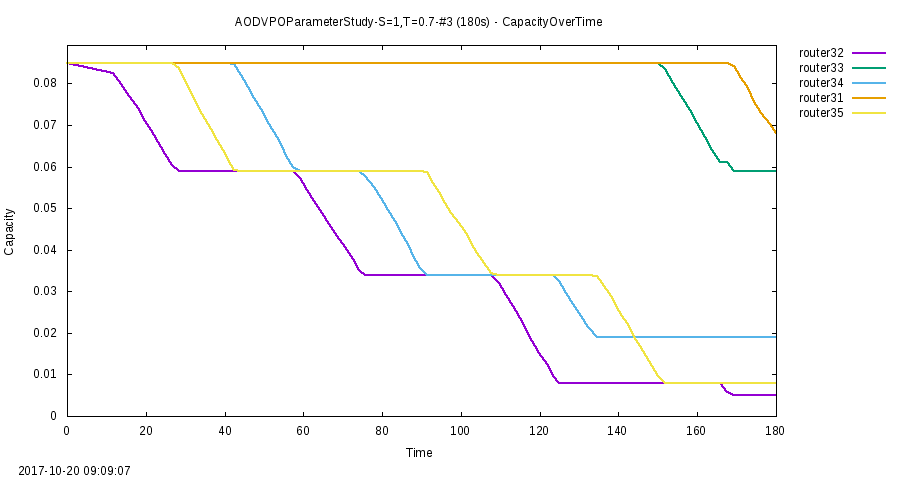 AODVPOParameterStudy-S=1,T=0.7-#3 (180s) - CapacityOverTime
router32
router33
router34
router31
router35
0.08
0.07
0.06
0.05
0.04
0.03
0.02
0.01
0
Capacity
0 20 40 60 80 100 120 140 160 180
Time
2017-10-20 09:09:07